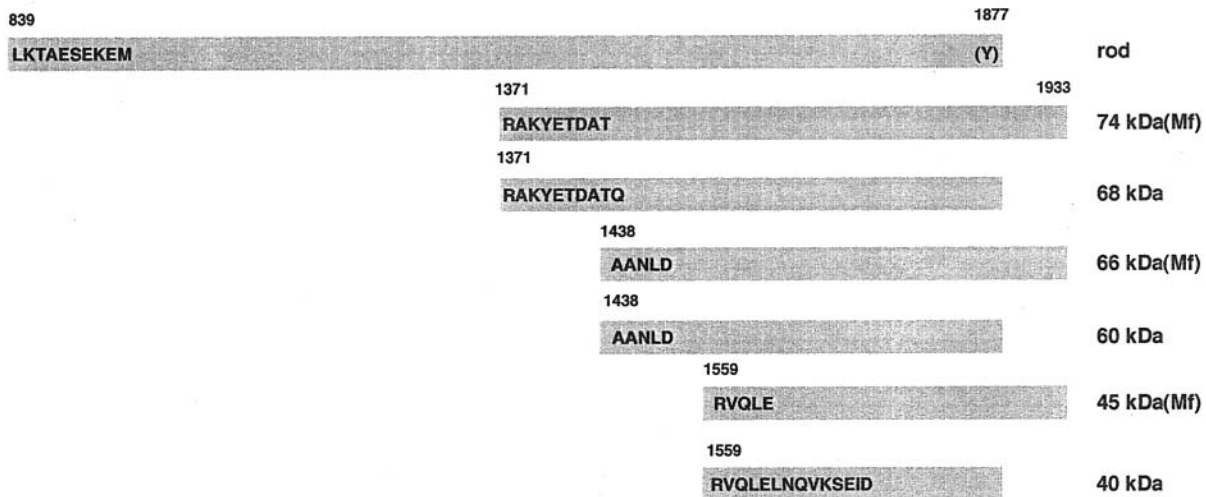 839 1877
LKTAESEKEM (Y) rod
1371 1933
RAKYETDAT 74 kDa(Mf)
1371
RAKYETDATQ 68 kDa
1438
AANLD 66 kDa(Mf)
1438
AANLD 60 kDa
1559
RVQLE 45 kDa(Mf)
1559
RVQLELNQVKSEID 40 kDa